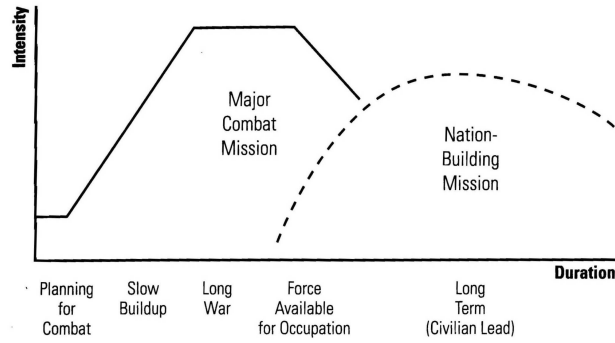 Intensity
Major
Combat
Mission
Nation-
Building
Mission
Duration
Planning
for
Combat
Slow
Buildup
Long
War
Force
Available
for Occupation
Long
Term
(Civilian Lead)